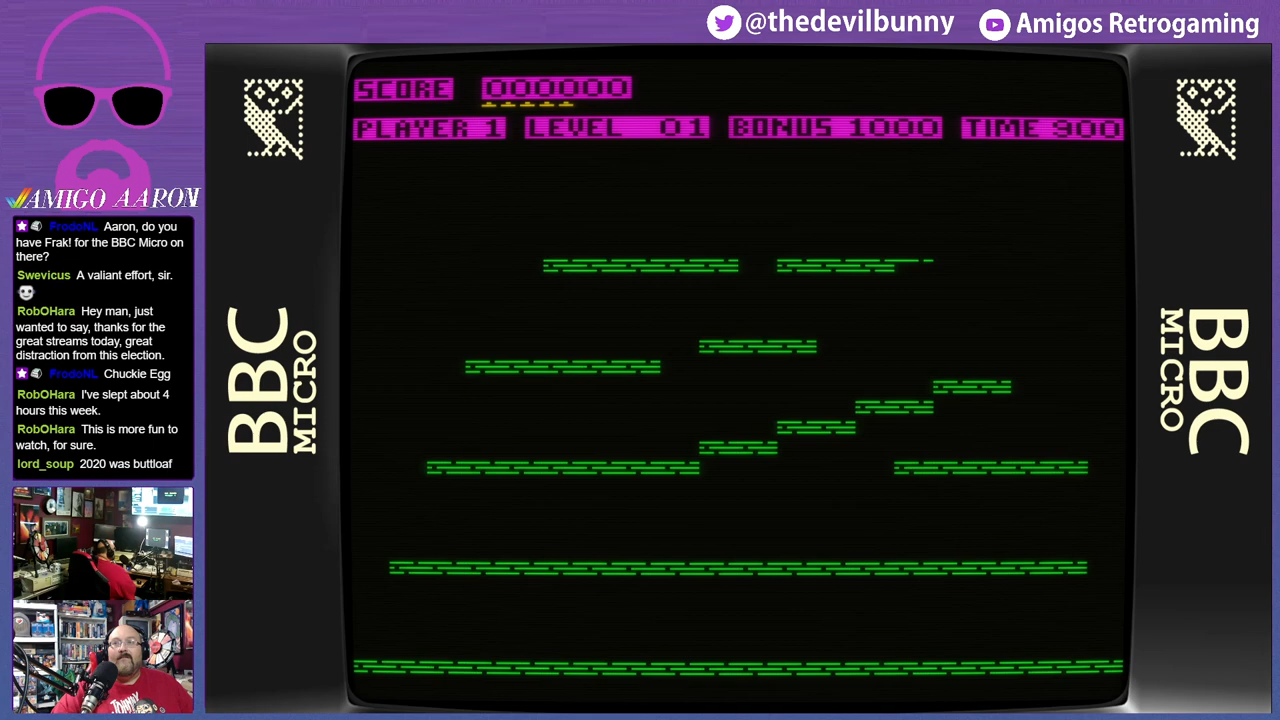 @thedevilbunny
Amigos Retrogaming
AMIGO AARON
SCORE 000000
PLAYER 1 LEVEL 01 BONUS 1000 TIME 900
FrodoNL Aaron, do you
have Frak! for the BBC Micro on
there?
Swevicus A valiant effort, sir.
RobOHara Hey man, just
wanted to say, thanks for the
great streams today, great
distraction from this election.
FrodoNL Chuckie Egg
RobOHara I've slept about 4
hours this week.
RobOHara This is more fun to
watch, for sure.
lord_soup 2020 was buttloaf
BBC
MICRO
BBC
MICRO